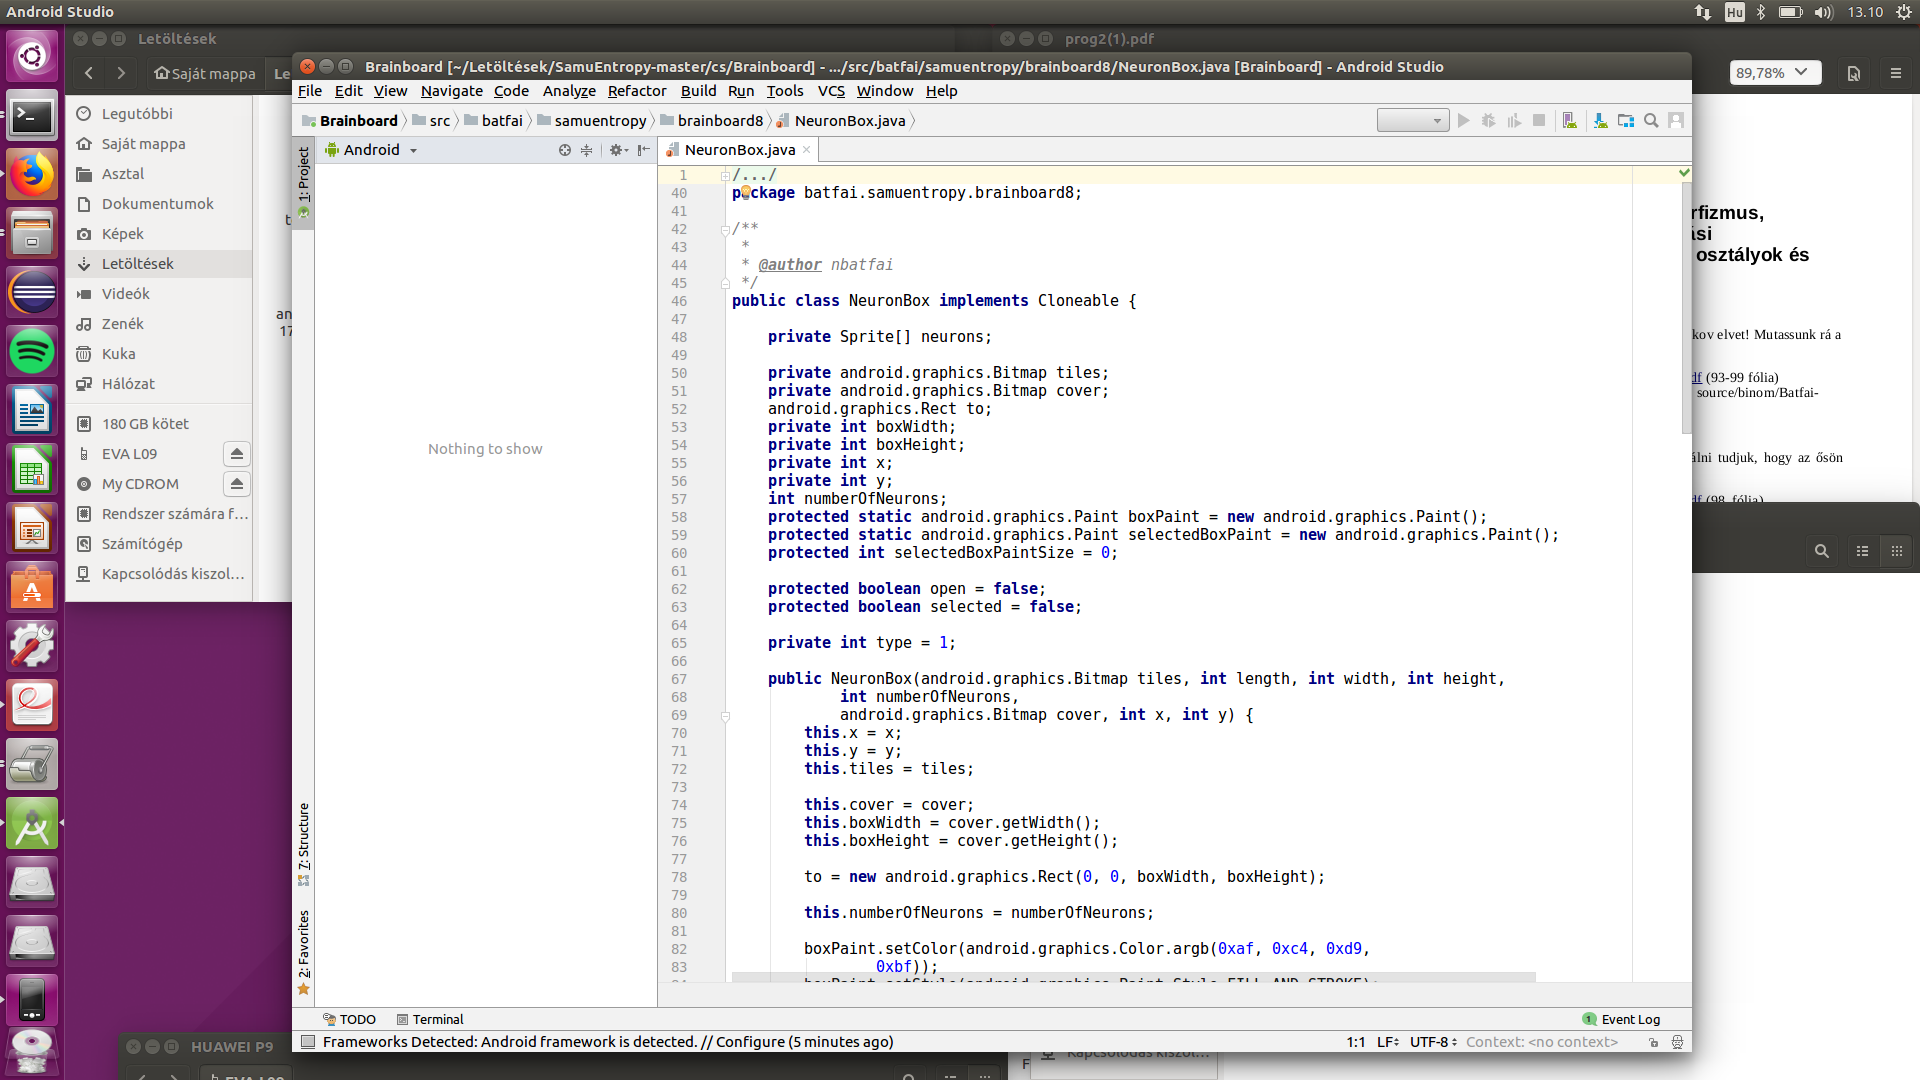 Android Studio
Hu
13.10
Letöltések
prog2(1).pdf
Saját mappa
Le
89,78%
Legutóbbi
Saját mappa
Asztal
Dokumentumok
Képek
Letöltések
Videók
Zenék
Kuka
Hálózat
180 GB kötet
EVA L09
My CDROM
Rendszer számára f…
Számítógép
Kapcsolódás kiszol…
an
17
Brainboard [~/Letöltések/SamuEntropy-master/cs/Brainboard] - .../src/batfai/samuentropy/brainboard8/NeuronBox.java [Brainboard] - Android Studio
File Edit View Navigate Code Analyze Refactor Build Run Tools VCS Window Help
Brainboard src batfai samuentropy brainboard8 NeuronBox.java
1: Project
Android
Nothing to show
7: Structure
2: Favorites
NeuronBox.java
1 /.../
40 package batfai.samuentropy.brainboard8;
41
42 /**
43 *
44 * @author nbatfai
45 */
46 public class NeuronBox implements Cloneable {
47
48 private Sprite[] neurons;
49
50 private android.graphics.Bitmap tiles;
51 private android.graphics.Bitmap cover;
52 android.graphics.Rect to;
53 private int boxWidth;
54 private int boxHeight;
55 private int x;
56 private int y;
57 int numberOfNeurons;
58 protected static android.graphics.Paint boxPaint = new android.graphics.Paint();
59 protected static android.graphics.Paint selectedBoxPaint = new android.graphics.Paint();
60 protected int selectedBoxPaintSize = 0;
61
62 protected boolean open = false;
63 protected boolean selected = false;
64
65 private int type = 1;
66
67 public NeuronBox(android.graphics.Bitmap tiles, int length, int width, int height,
68 int numberOfNeurons,
69 android.graphics.Bitmap cover, int x, int y) {
70 this.x = x;
71 this.y = y;
72 this.tiles = tiles;
73
74 this.cover = cover;
75 this.boxWidth = cover.getWidth();
76 this.boxHeight = cover.getHeight();
77
78 to = new android.graphics.Rect(0, 0, boxWidth, boxHeight);
79
80 this.numberOfNeurons = numberOfNeurons;
81
82 boxPaint.setColor(android.graphics.Color.argb(0xaf, 0xc4, 0xd9,
83 0xbf));
TODO Terminal
Event Log
Frameworks Detected: Android framework is detected. // Configure (5 minutes ago)
1:1 LF UTF-8 Context: <no context>
rfizmus,
osztályok és
kov elvet! Mutassunk rá a
df (93-99 fólia)
source/binom/Batfai-
álni tudjuk, hogy az ősön
df (98. fólia)
HUAWEI P9
EVA L09
Kapcsolódás kiszol…
F